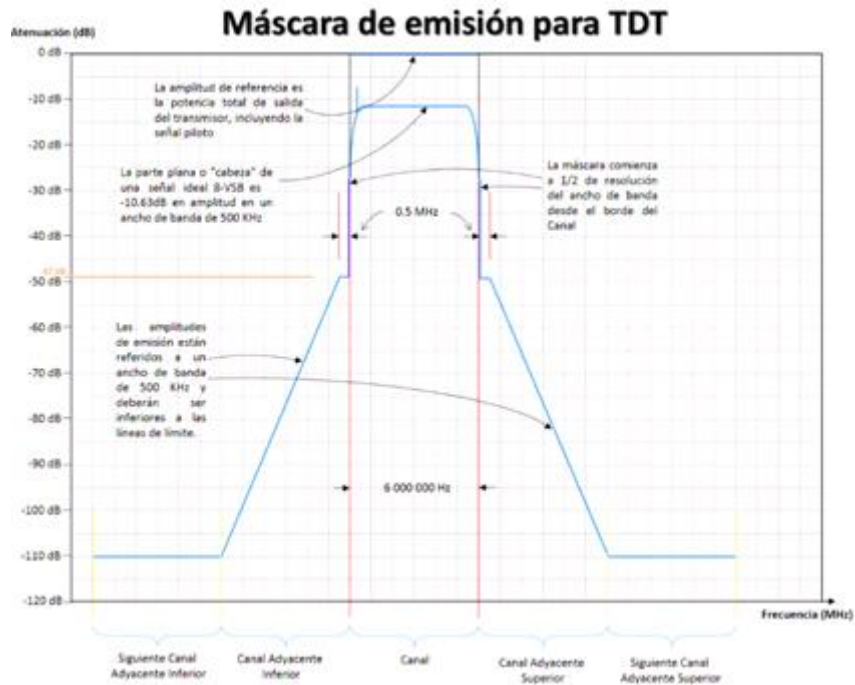 Máscara de emisión para TDT
Atenuación (dB)
0 dB
-10 dB
-20 dB
-30 dB
-40 dB
-50 dB
-60 dB
-70 dB
-80 dB
-90 dB
-100 dB
-110 dB
-120 dB
La amplitud de referencia es
la potencia total de salida
del transmisor, incluyendo la
señal piloto
La parte plana o "cabeza" de
una señal ideal 8-VSB es
-10.63dB en amplitud en un
ancho de banda de 500 KHz
La máscara comienza
a 1/2 de resolución
del ancho de banda
desde el borde del
Canal
0.5 MHz
Las amplitudes
de emisión están
referidos a un
ancho de banda
de 500 KHz y
deberán ser
inferiores a las
líneas de límite.
6 000 000 Hz
Frecuencia (MHz)
Siguiente Canal
Adyacente Inferior
Canal Adyacente
Inferior
Canal
Canal Adyacente
Superior
Siguiente Canal
Adyacente Superior